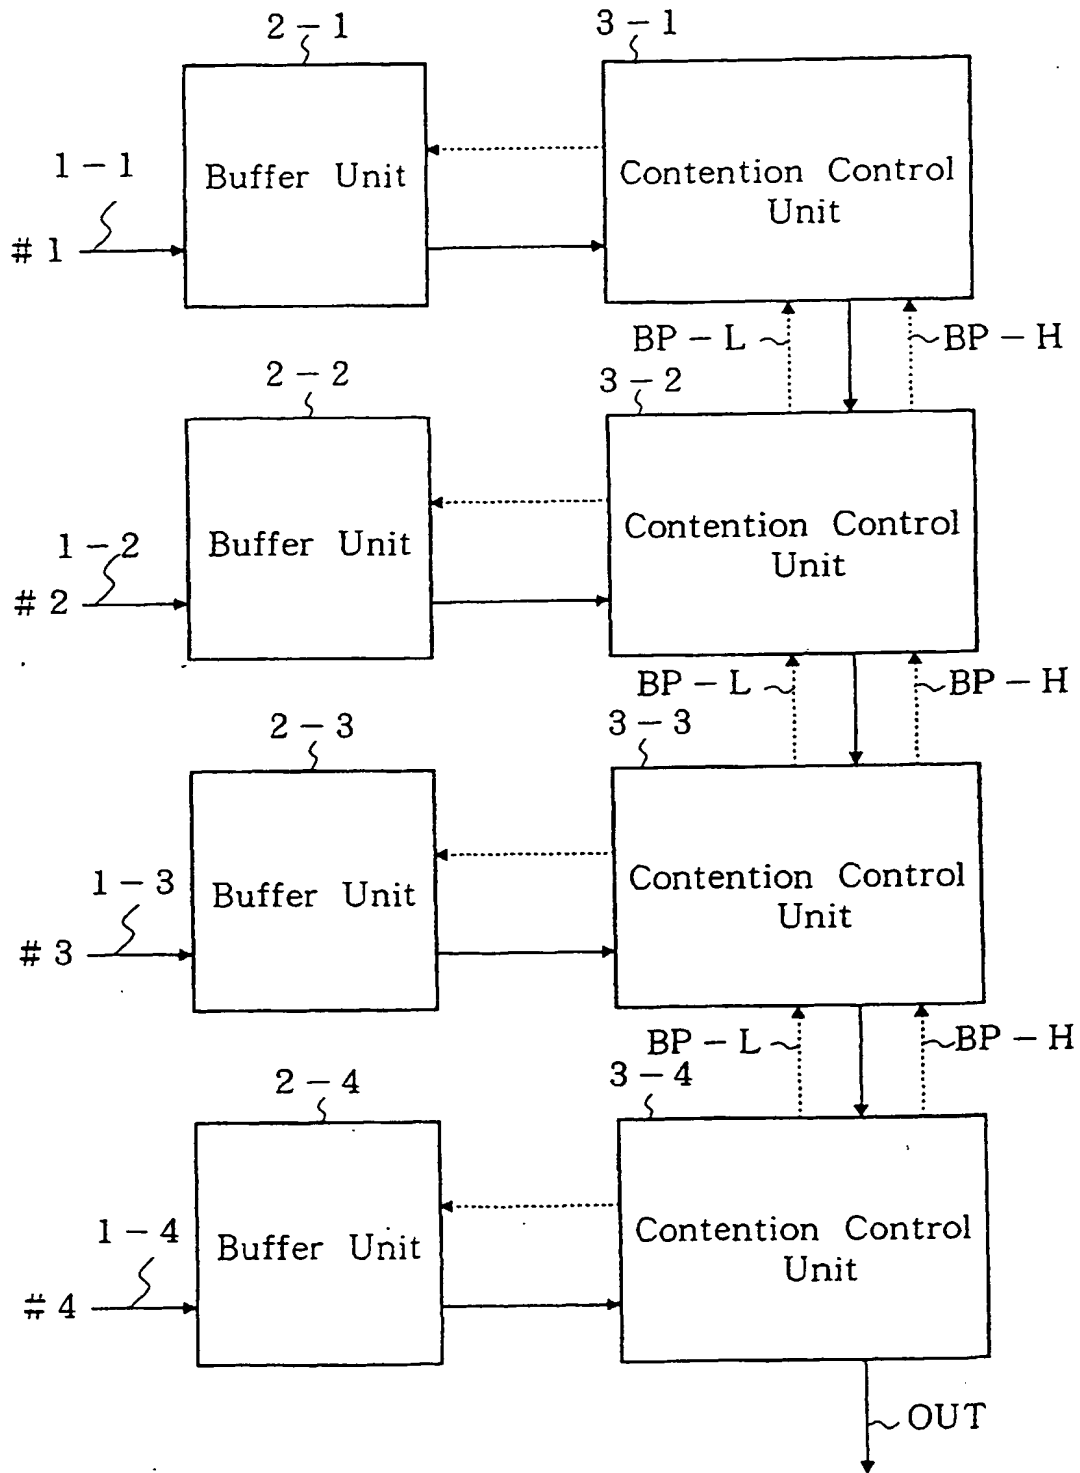 2-1
3-1
1-1
Buffer Unit
Contention Control
Unit
# 1
BP-L
BP-H
2-2
3-2
1-2
Buffer Unit
Contention Control
Unit
# 2
BP-L
BP-H
2-3
3-3
1-3
Buffer Unit
Contention Control
Unit
# 3
BP-L
BP-H
2-4
3-4
1-4
Buffer Unit
Contention Control
Unit
# 4
OUT